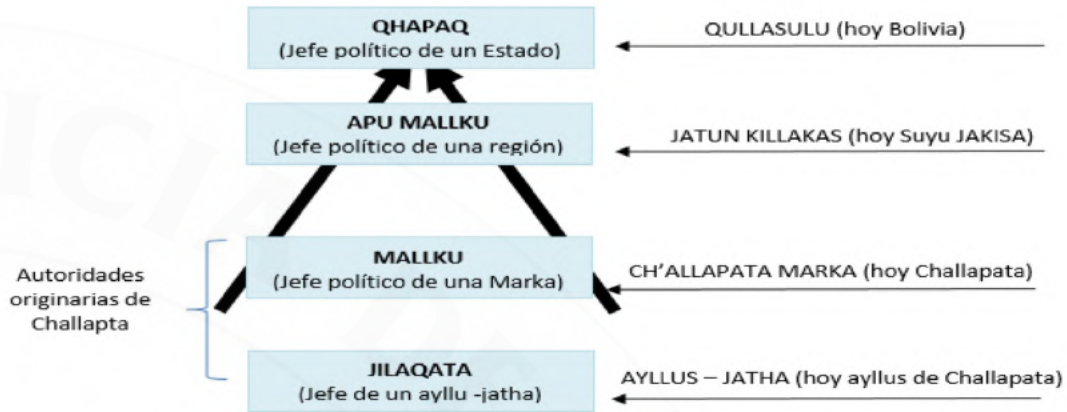 QHAPAQ
(Jefe político de un Estado)
QULLASULU (hoy Bolivia)
APU MALLKU
(Jefe político de una región)
JATUN KILLAKAS (hoy Suyu JAKISA)
Autoridades
originarias de
Challapta
MALLKU
(Jefe político de una Marka)
CH'ALLAPATA MARKA (hoy Challapata)
JILAQATA
(Jefe de un ayllu -jatha)
AYLLUS – JATHA (hoy ayllus de Challapata)